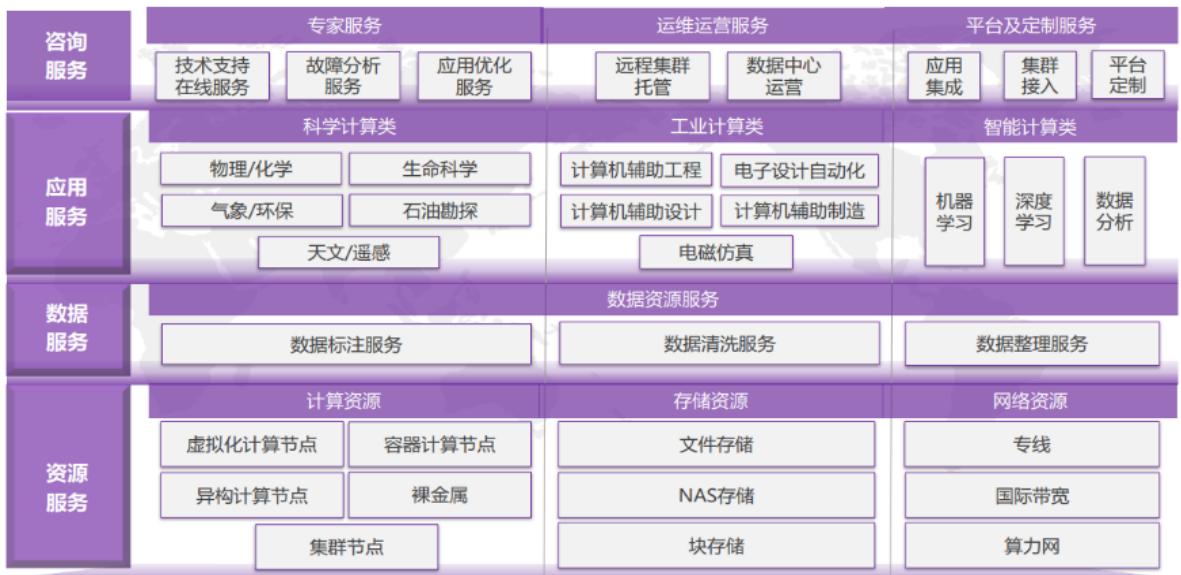 咨询
服务
专家服务
运维运营服务
平台及定制服务
技术支持
在线服务
故障分析
服务
应用优化
服务
远程集群
托管
数据中心
运营
应用
集成
集群
接入
平台
定制
应用
服务
科学计算类
工业计算类
智能计算类
物理/化学
生命科学
气象/环保
石油勘探
天文/遥感
计算机辅助工程
电子设计自动化
计算机辅助设计
计算机辅助制造
电磁仿真
机器
学习
深度
学习
数据
分析
数据
服务
数据资源服务
数据标注服务
数据清洗服务
数据整理服务
资源
服务
计算资源
存储资源
网络资源
虚拟化计算节点
容器计算节点
异构计算节点
裸金属
集群节点
文件存储
NAS存储
块存储
专线
国际带宽
算力网